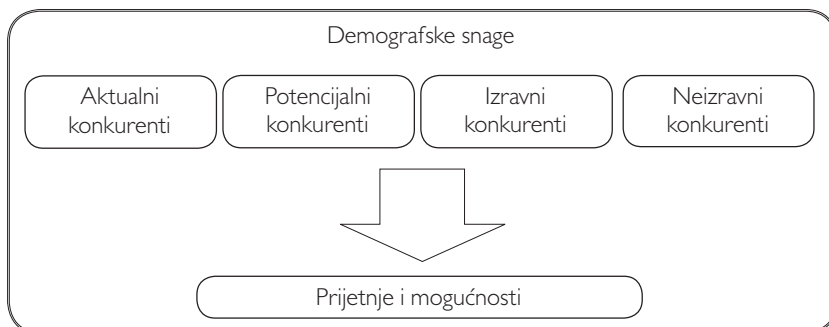 Demografske snage
Aktualni
konkurenti
Potencijalni
konkurenti
Izravni
konkurenti
Neizravni
konkurenti
Prijetnje i mogućnosti